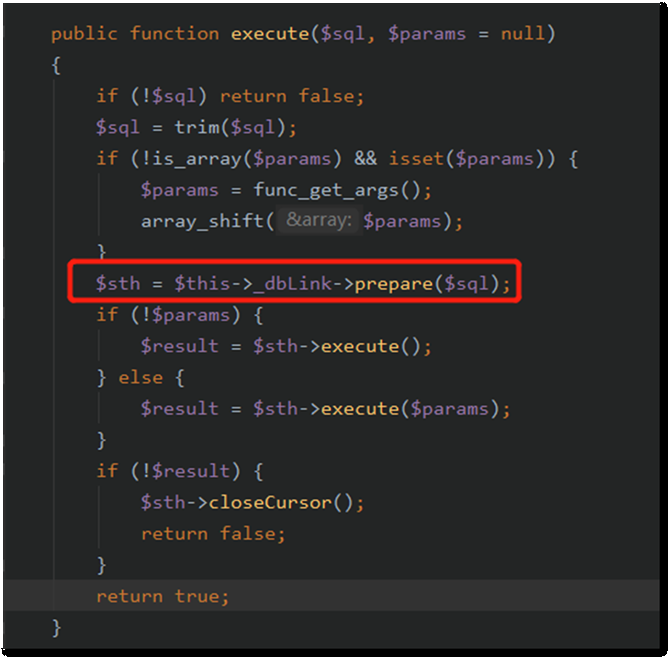 public function execute($sql, $params = null)
{
if (!$sql) return false;
$sql = trim($sql);
if (!is_array($params) && isset($params)) {
$params = func_get_args();
array_shift( &array: $params);
}
$sth = $this->_dbLink->prepare($sql);
if (!$params) {
$result = $sth->execute();
} else {
$result = $sth->execute($params);
}
if (!$result) {
$sth->closeCursor();
return false;
}
return true;
}